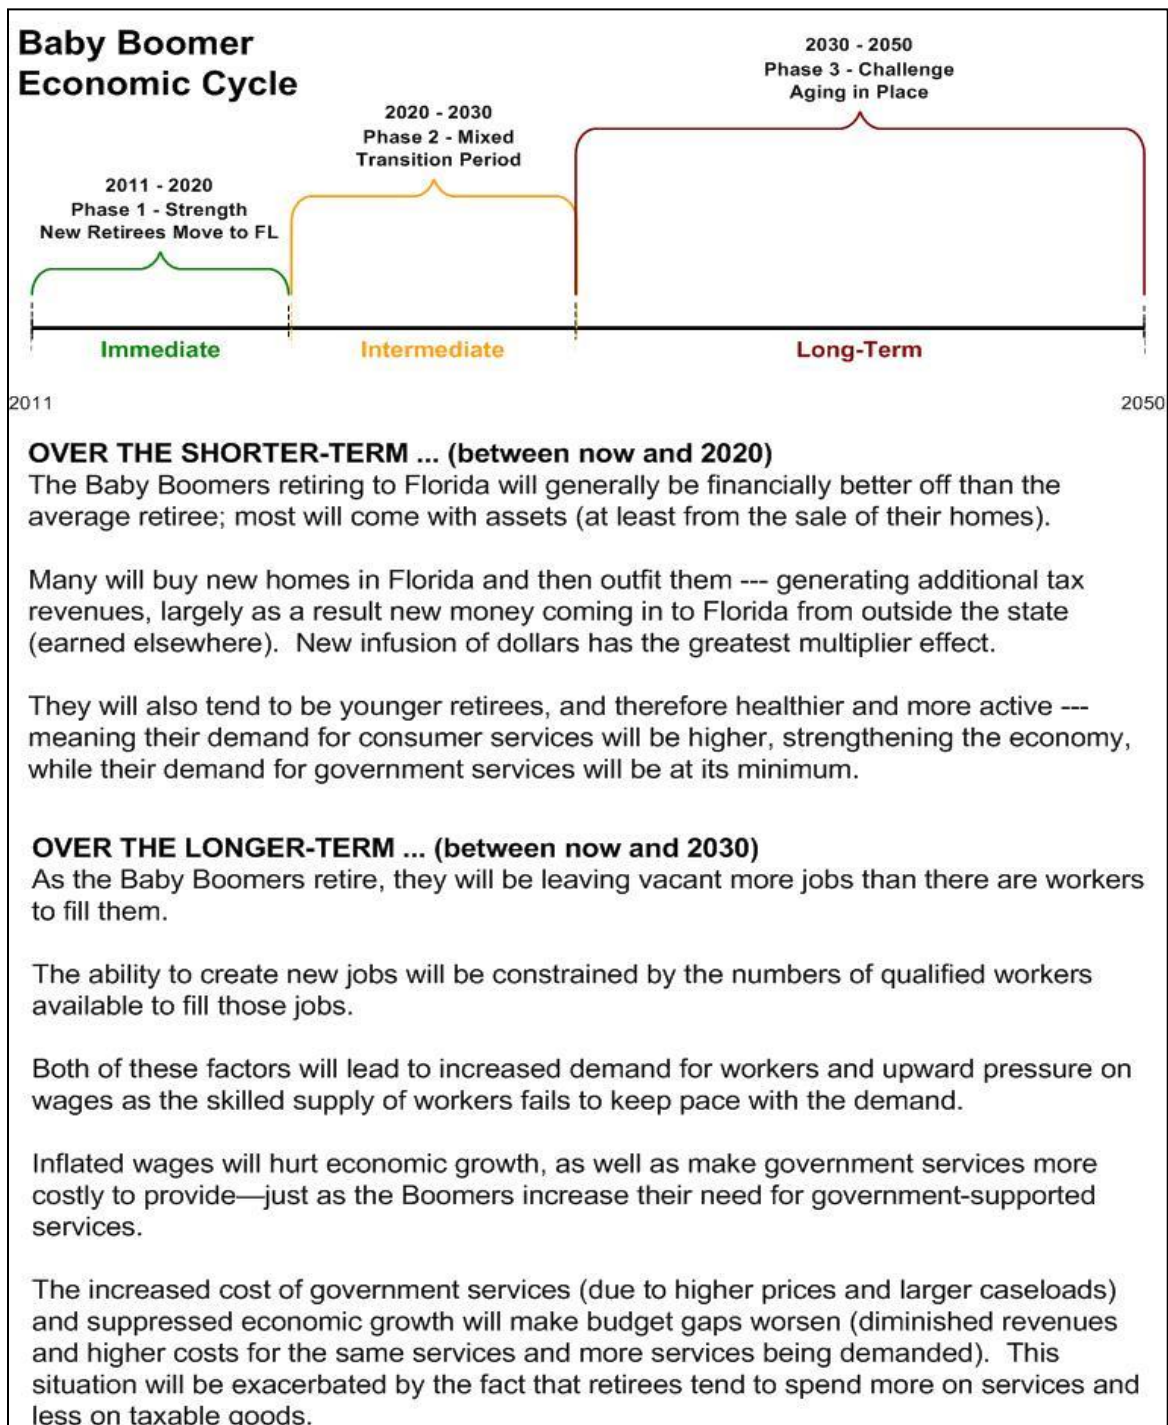 Baby Boomer
Economic Cycle
2030 - 2050
Phase 3 - Challenge
Aging in Place
2020 - 2030
Phase 2 - Mixed
Transition Period
2011 - 2020
Phase 1 - Strength
New Retirees Move to FL
Immediate
Intermediate
Long-Term
2011
2050
OVER THE SHORTER-TERM ... (between now and 2020)
The Baby Boomers retiring to Florida will generally be financially better off than the
average retiree; most will come with assets (at least from the sale of their homes).
Many will buy new homes in Florida and then outfit them --- generating additional tax
revenues, largely as a result new money coming in to Florida from outside the state
(earned elsewhere). New infusion of dollars has the greatest multiplier effect.
They will also tend to be younger retirees, and therefore healthier and more active ---
meaning their demand for consumer services will be higher, strengthening the economy,
while their demand for government services will be at its minimum.
OVER THE LONGER-TERM ... (between now and 2030)
As the Baby Boomers retire, they will be leaving vacant more jobs than there are workers
to fill them.
The ability to create new jobs will be constrained by the numbers of qualified workers
available to fill those jobs.
Both of these factors will lead to increased demand for workers and upward pressure on
wages as the skilled supply of workers fails to keep pace with the demand.
Inflated wages will hurt economic growth, as well as make government services more
costly to provide—just as the Boomers increase their need for government-supported
services.
The increased cost of government services (due to higher prices and larger caseloads)
and suppressed economic growth will make budget gaps worsen (diminished revenues
and higher costs for the same services and more services being demanded). This
situation will be exacerbated by the fact that retirees tend to spend more on services and
less on taxable goods.